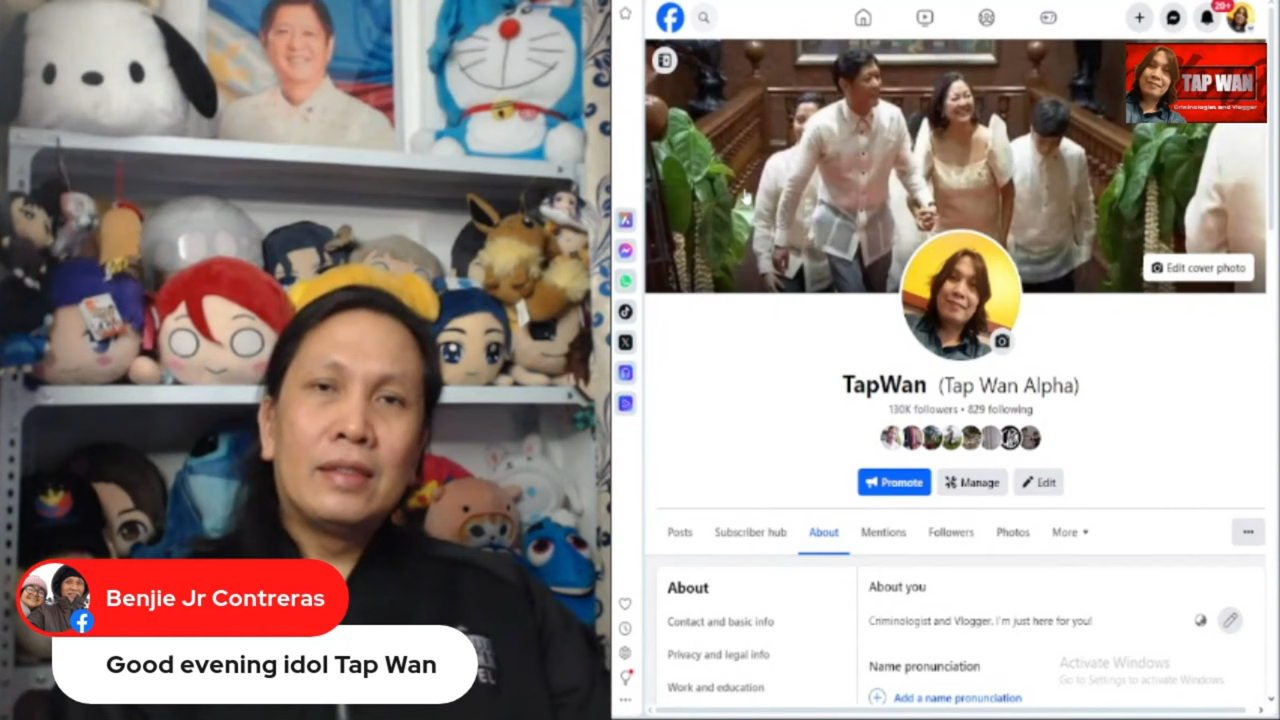 20+
TAP WAN
Criminologist and Vlogger
Edit cover photo
TapWan (Tap Wan Alpha)
130K followers • 829 following
Promote
Manage
Edit
Posts
Subscriber hub
About
Mentions
Followers
Photos
More
About
Contact and basic info
Privacy and legal info
Work and education
About you
Criminologist and Vlogger. I'm just here for you!
Name pronunciation
Add a name pronunciation
Activate Windows
Go to Settings to activate Windows.
Benjie Jr Contreras
Good evening idol Tap Wan